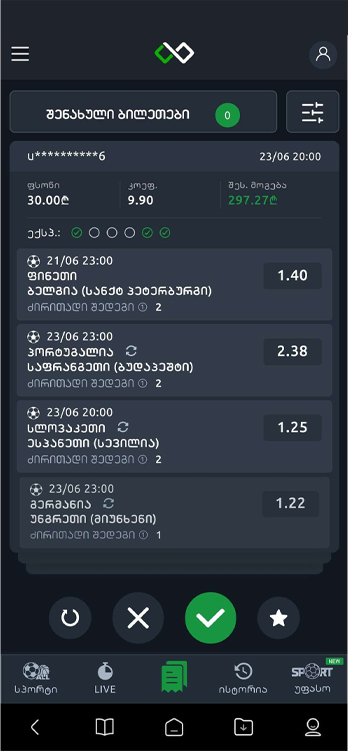 შენახული ბილეთები 0
u**********6 23/06 20:00
ფსონი კოეფ. შეს. მოგება
30.00₾ 9.90 297.27₾
ექსპ.:
21/06 23:00
ფინეთი 1.40
ბელგია (სანქტ პეტერბურგი)
ძირითადი შედეგი 2
23/06 23:00
პორტუგალია 2.38
საფრანგეთი (ბუდაპეშტი)
ძირითადი შედეგი 2
23/06 20:00
სლოვაკეთი 1.25
ესპანეთი (სევილია)
ძირითადი შედეგი 2
23/06 23:00
გერმანია 1.22
უნგრეთი (მიუნხენი)
ძირითადი შედეგი 1
NEW
SPORT
სპორტი LIVE ისტორია უფასო